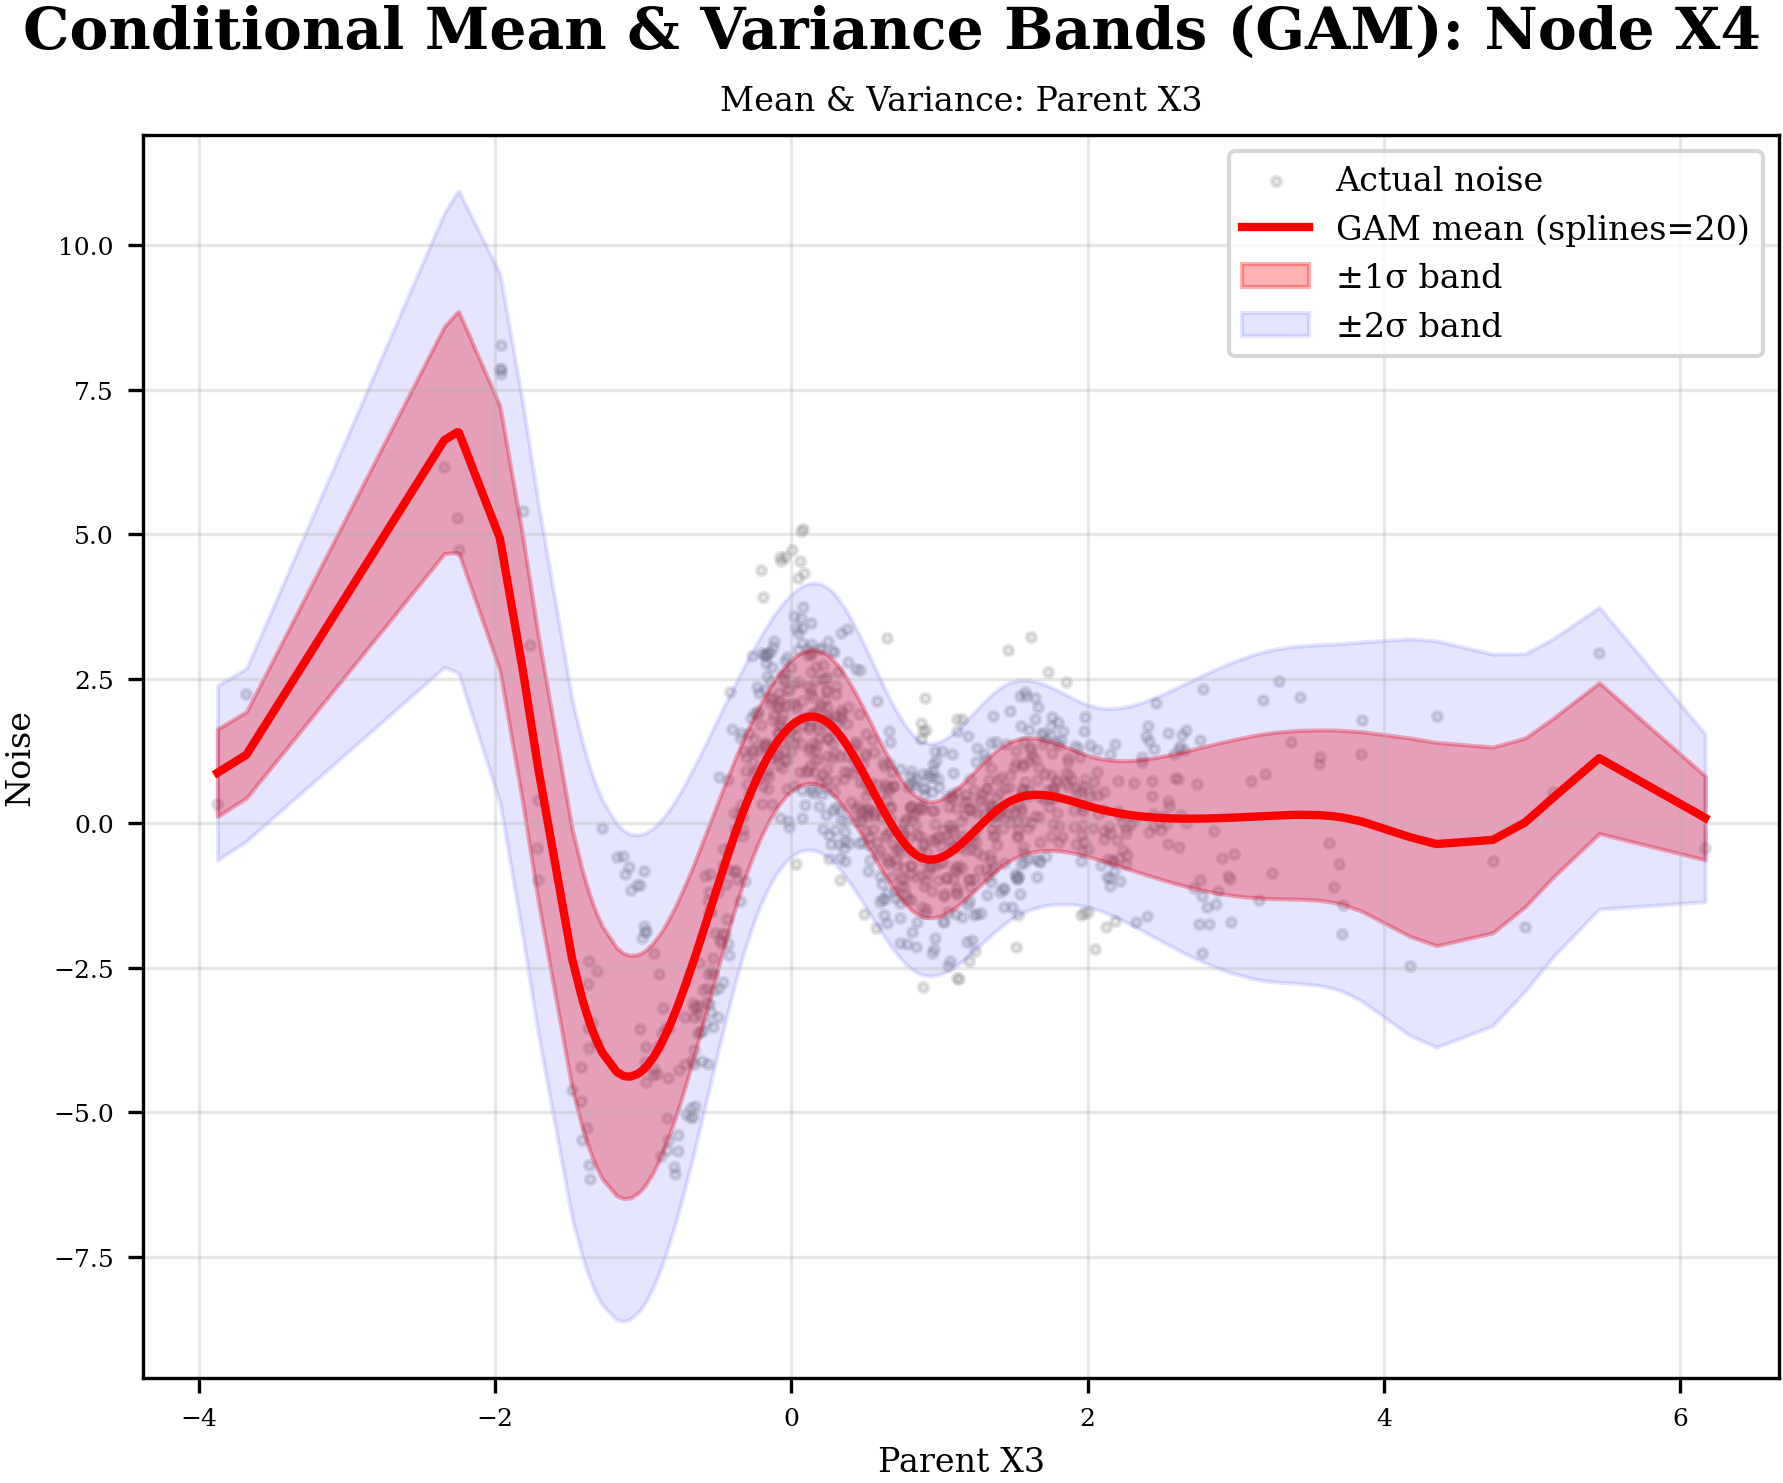 Conditional Mean & Variance Bands (GAM): Node X4
Mean & Variance: Parent X3
Actual noise
GAM mean (splines=20)
±1σ band
±2σ band
10.0
7.5
5.0
2.5
0.0
−2.5
−5.0
−7.5
Noise
−4
−2
0
2
4
6
Parent X3